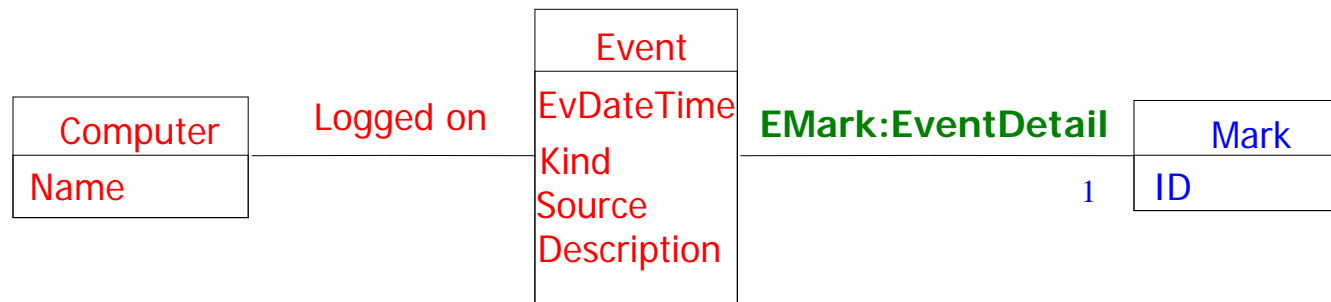 Computer
Name
Logged on
Event
EvDateTime
Kind
Source
Description
EMark:EventDetail
1
Mark
ID